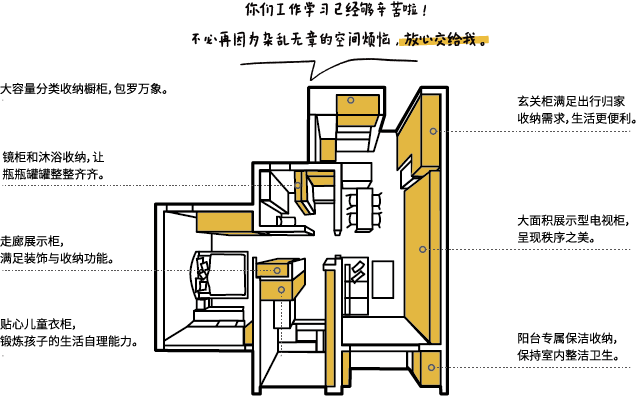 你们工作学习已经够辛苦啦！
不必再因为杂乱无章的空间烦恼，放心交给我。
大容量分类收纳橱柜，包罗万象。
镜柜和沐浴收纳，让
瓶瓶罐罐整整齐齐。
走廊展示柜，
满足装饰与收纳功能。
贴心儿童衣柜，
锻炼孩子的生活自理能力。
玄关柜满足出行归家
收纳需求，生活更便利。
大面积展示型电视柜，
呈现秩序之美。
阳台专属保洁收纳，
保持室内整洁卫生。